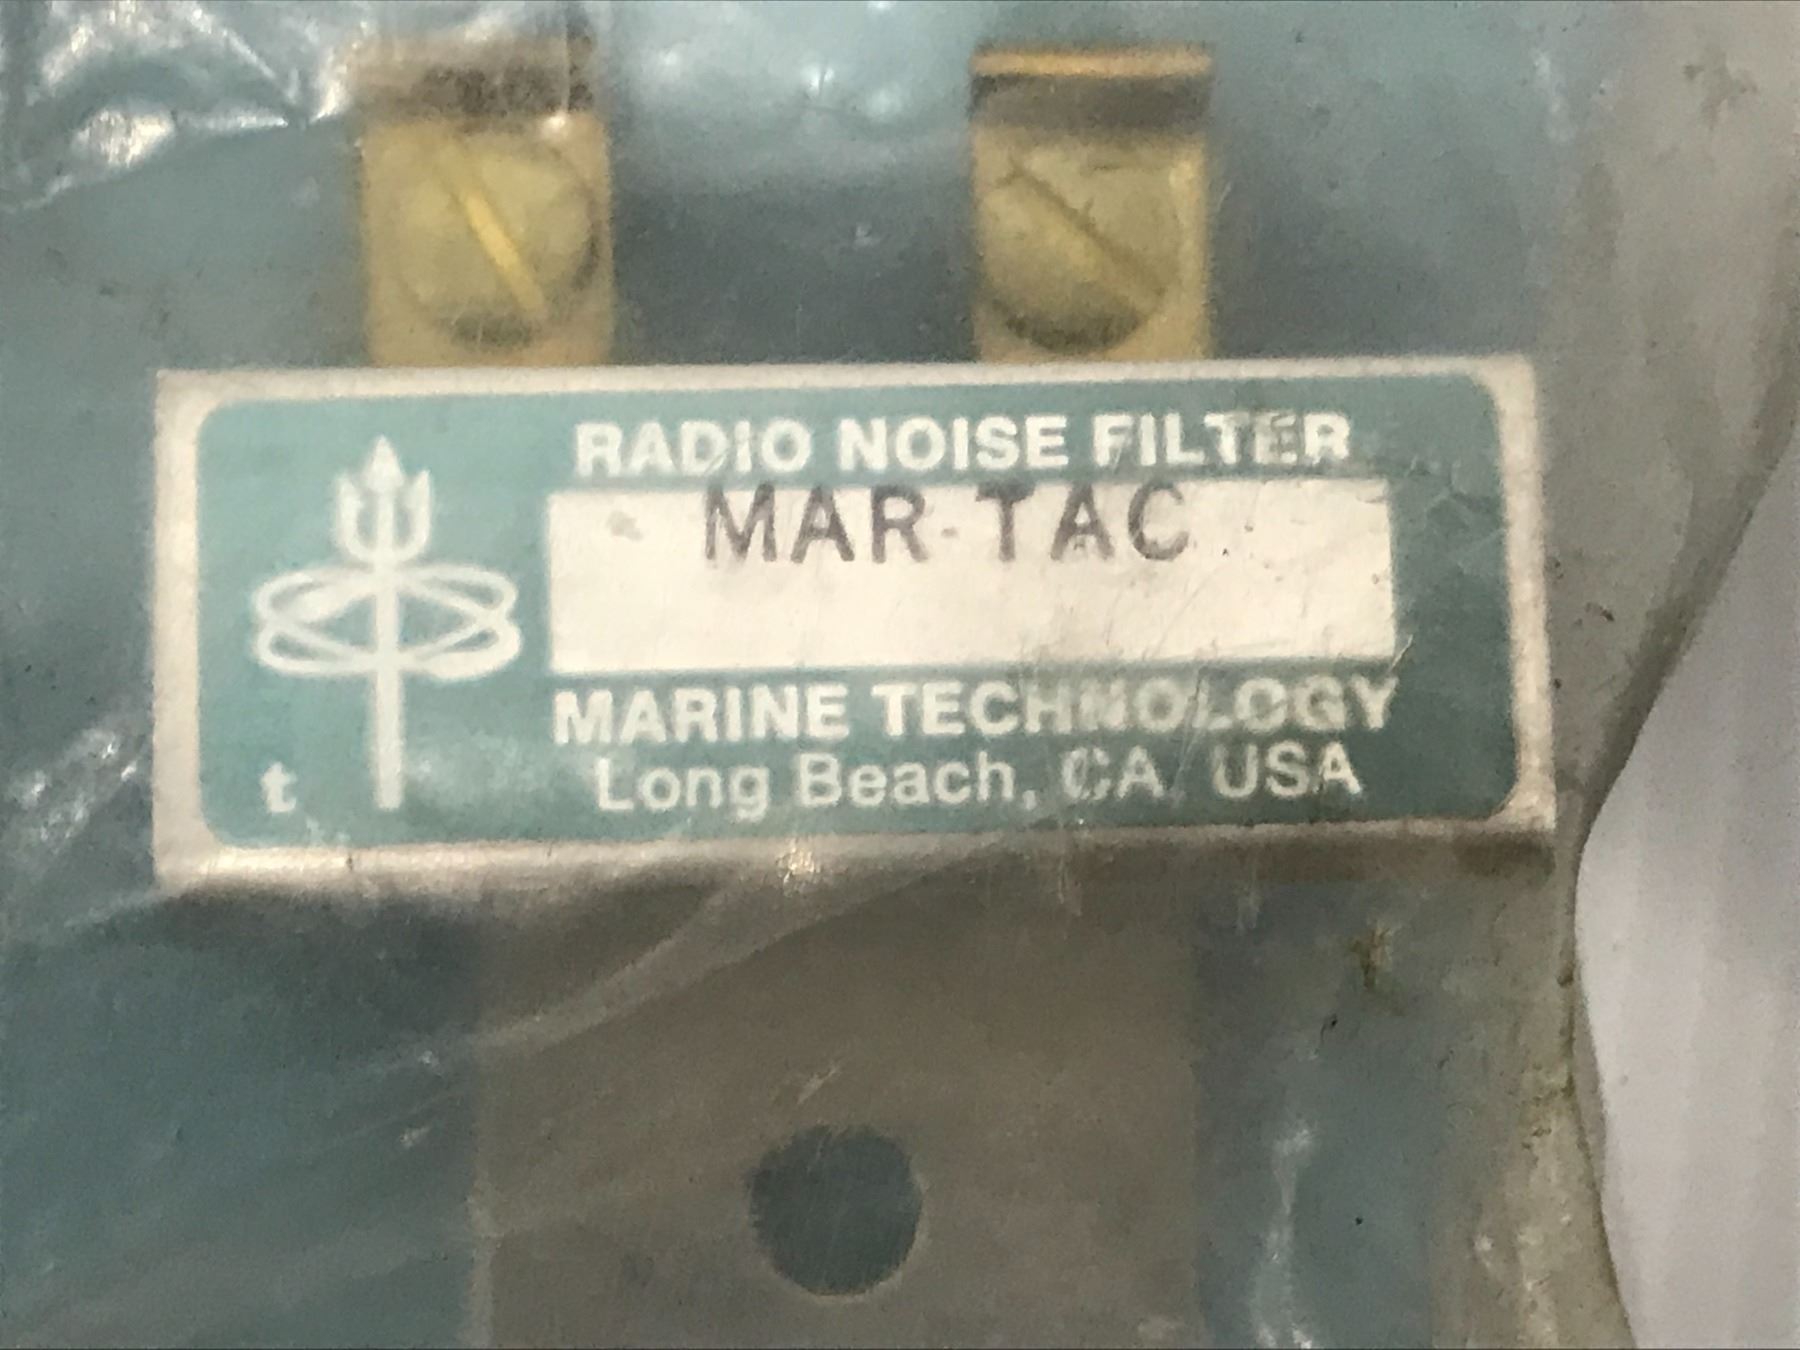 RADIO NOISE FILTER
MAR-TAC
MARINE TECHNOLOGY
Long Beach, CA USA
t